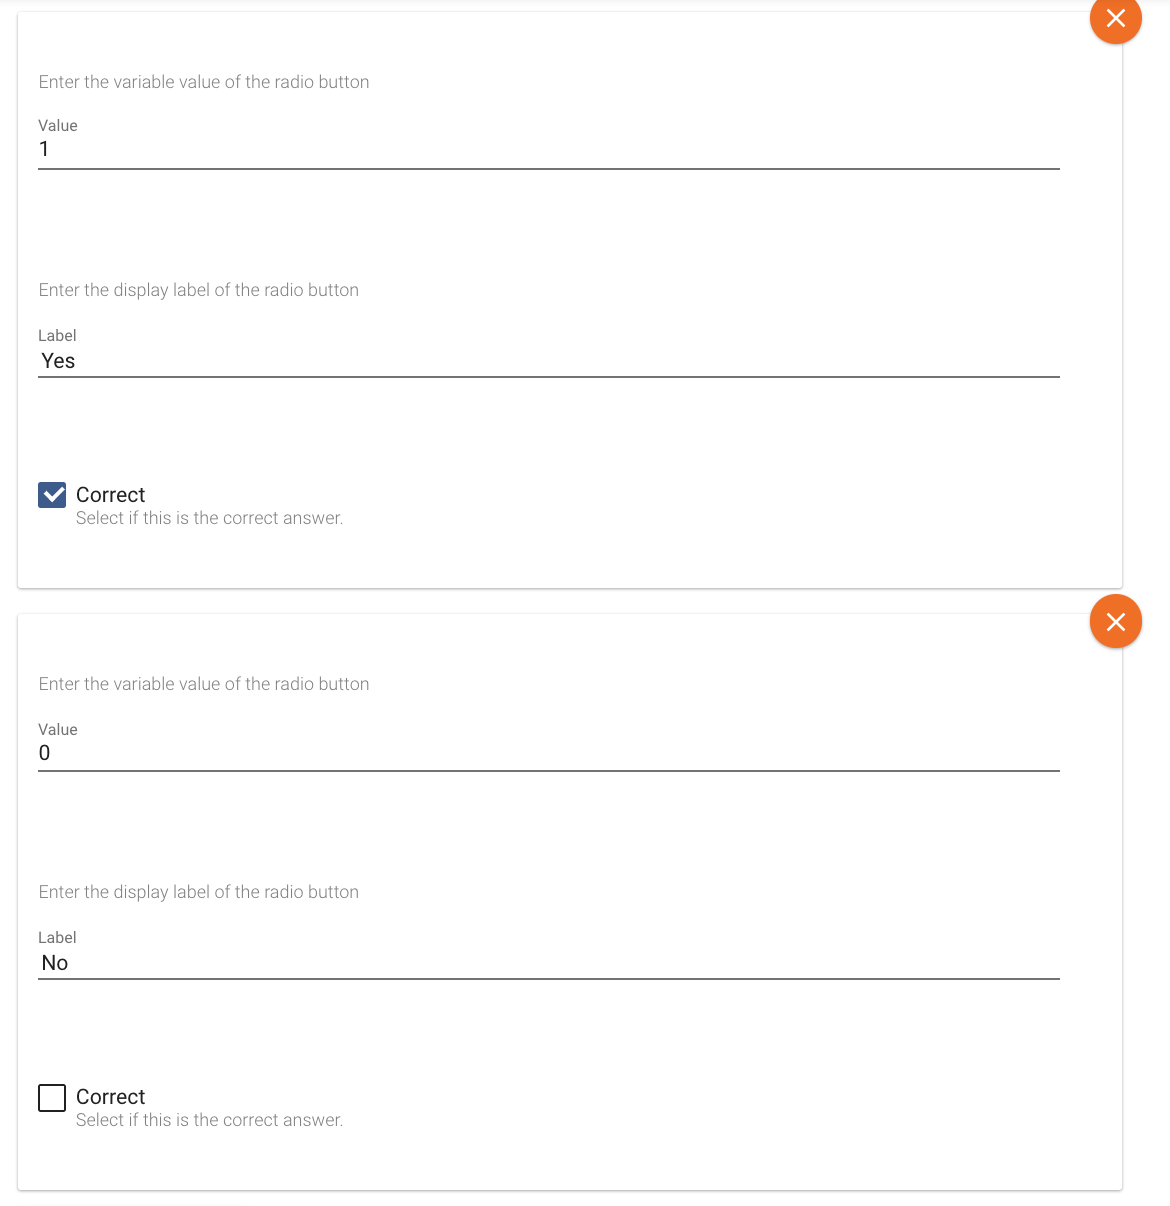 Enter the variable value of the radio button
Value
1
Enter the display label of the radio button
Label
Yes
Correct
Select if this is the correct answer.
Enter the variable value of the radio button
Value
0
Enter the display label of the radio button
Label
No
Correct
Select if this is the correct answer.